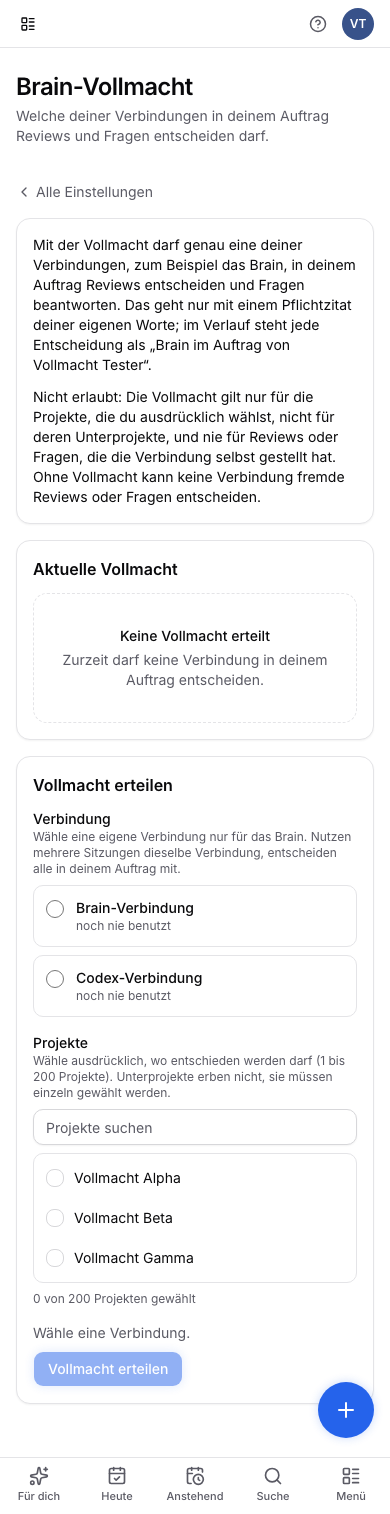 VT
Brain-Vollmacht
Welche deiner Verbindungen in deinem Auftrag
Reviews und Fragen entscheiden darf.
Alle Einstellungen
Mit der Vollmacht darf genau eine deiner
Verbindungen, zum Beispiel das Brain, in deinem
Auftrag Reviews entscheiden und Fragen
beantworten. Das geht nur mit einem Pflichtzitat
deiner eigenen Worte; im Verlauf steht jede
Entscheidung als „Brain im Auftrag von
Vollmacht Tester“.
Nicht erlaubt: Die Vollmacht gilt nur für die
Projekte, die du ausdrücklich wählst, nicht für
deren Unterprojekte, und nie für Reviews oder
Fragen, die die Verbindung selbst gestellt hat.
Ohne Vollmacht kann keine Verbindung fremde
Reviews oder Fragen entscheiden.
Aktuelle Vollmacht
Keine Vollmacht erteilt
Zurzeit darf keine Verbindung in deinem
Auftrag entscheiden.
Vollmacht erteilen
Verbindung
Wähle eine eigene Verbindung nur für das Brain. Nutzen
mehrere Sitzungen dieselbe Verbindung, entscheiden
alle in deinem Auftrag mit.
Brain-Verbindung
noch nie benutzt
Codex-Verbindung
noch nie benutzt
Projekte
Wähle ausdrücklich, wo entschieden werden darf (1 bis
200 Projekte). Unterprojekte erben nicht, sie müssen
einzeln gewählt werden.
Projekte suchen
Vollmacht Alpha
Vollmacht Beta
Vollmacht Gamma
0 von 200 Projekten gewählt
Wähle eine Verbindung.
Vollmacht erteilen
Für dich
Heute
Anstehend
Suche
Menü